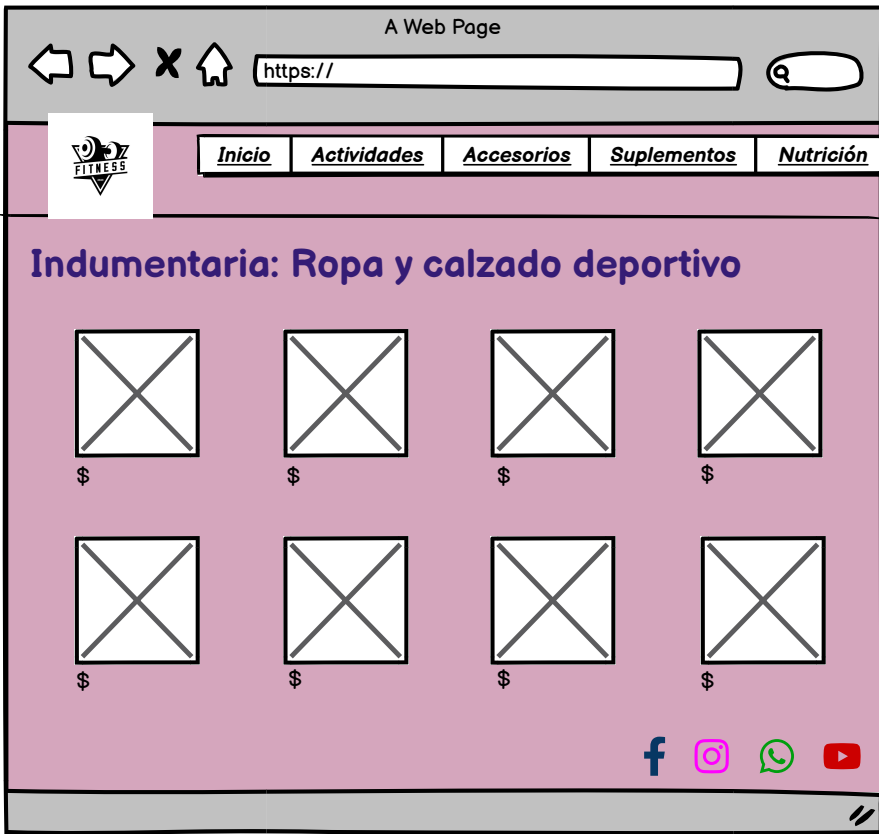 A Web Page
https://
FITNESS
Inicio Actividades Accesorios Suplementos Nutrición
Indumentaria: Ropa y calzado deportivo
$ $ $ $
$ $ $ $